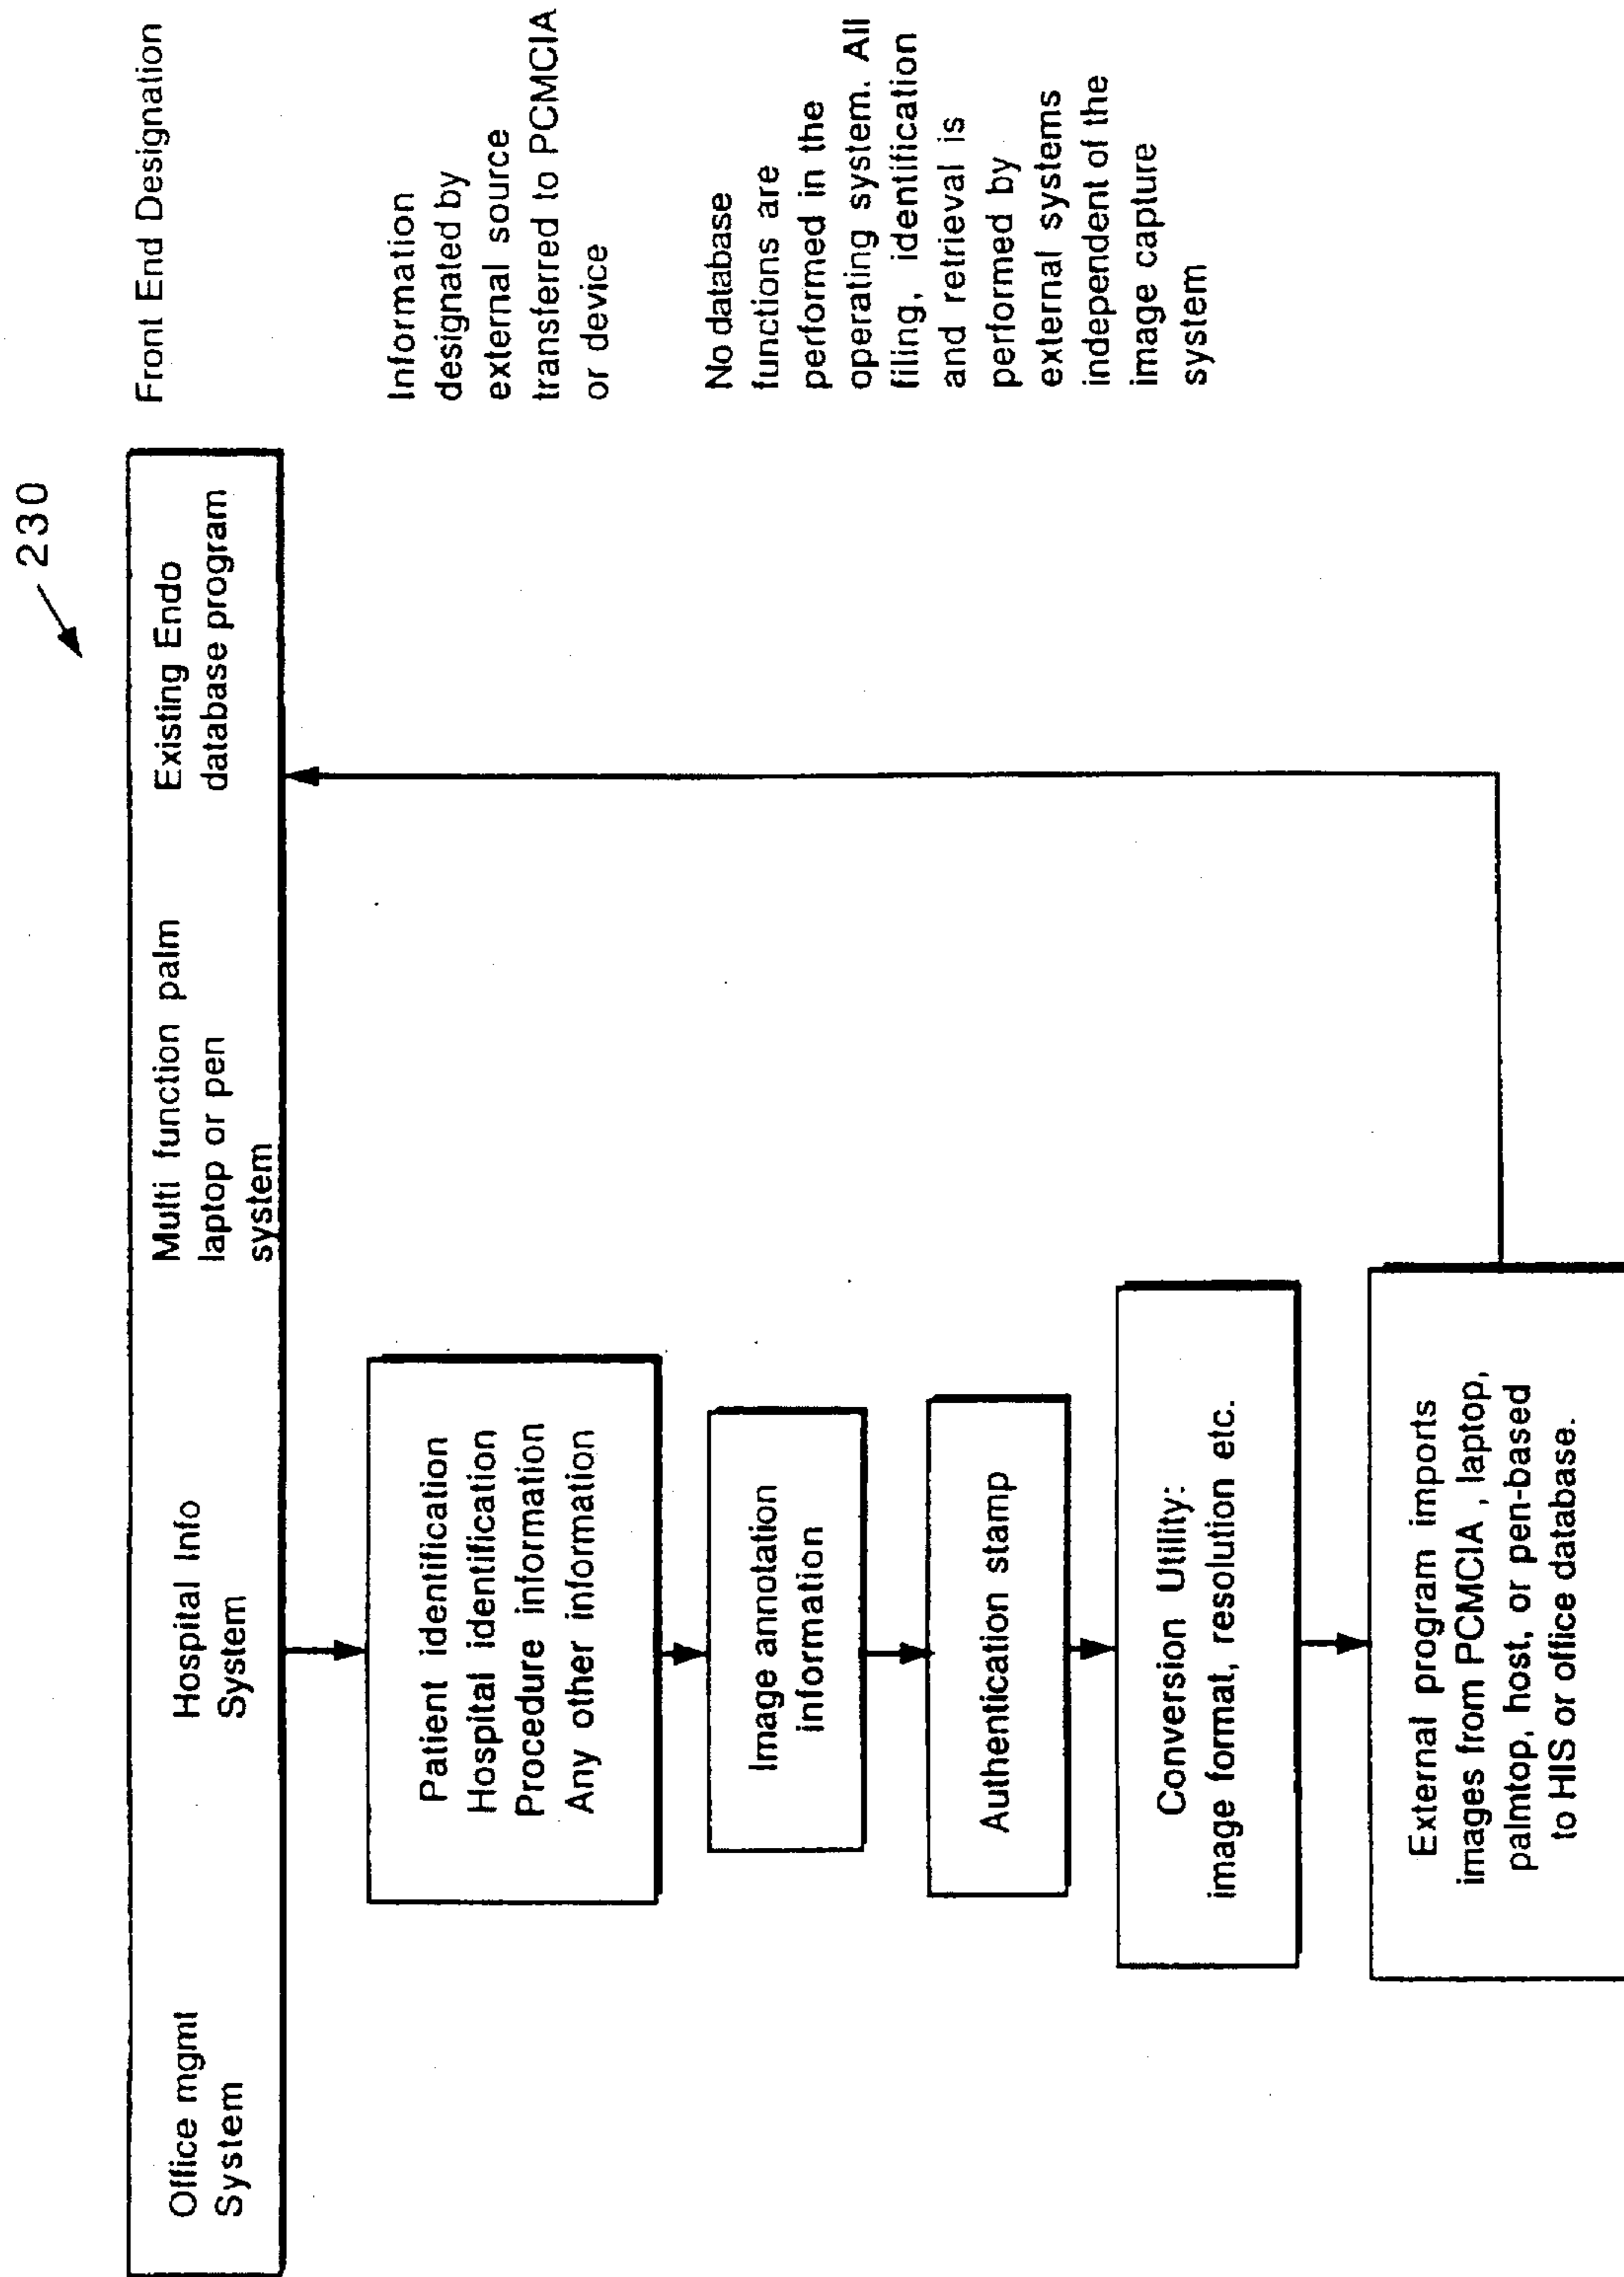 230
Office mgmt
System
Hospital Info
System
Multi function palm
laptop or pen
system
Existing Endo
database program
Front End Designation
Patient identification
Hospital identification
Procedure information
Any other information
Information
designated by
external source
transferred to PCMCIA
or device
Image annotation
information
No database
functions are
performed in the
operating system. All
filing, identification
and retrieval is
performed by
external systems
independent of the
image capture
system
Authentication stamp
Conversion Utility:
image format, resolution etc.
External program imports
images from PCMCIA, laptop,
palmtop, host, or pen-based
to HIS or office database.